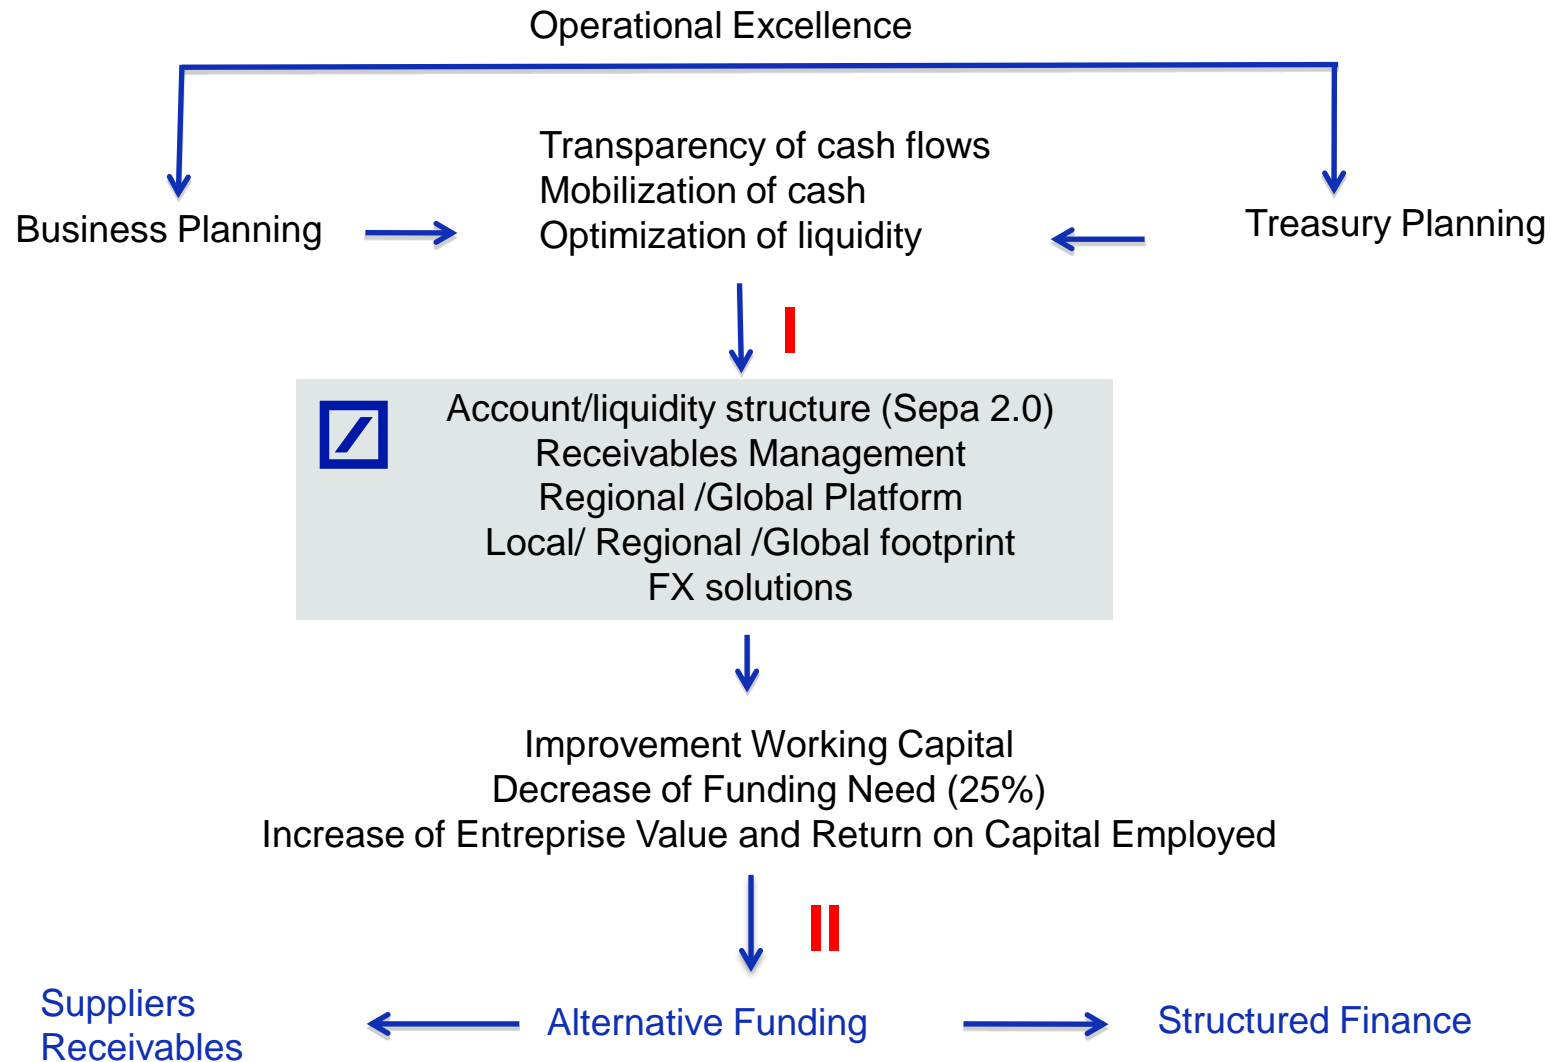 Operational Excellence
Transparency of cash flows
Mobilization of cash
Optimization of liquidity
Business Planning
Treasury Planning
I
Account/liquidity structure (Sepa 2.0)
Receivables Management
Regional /Global Platform
Local/ Regional /Global footprint
FX solutions
Improvement Working Capital
Decrease of Funding Need (25%)
Increase of Entreprise Value and Return on Capital Employed
II
Suppliers
Receivables
Alternative Funding
Structured Finance